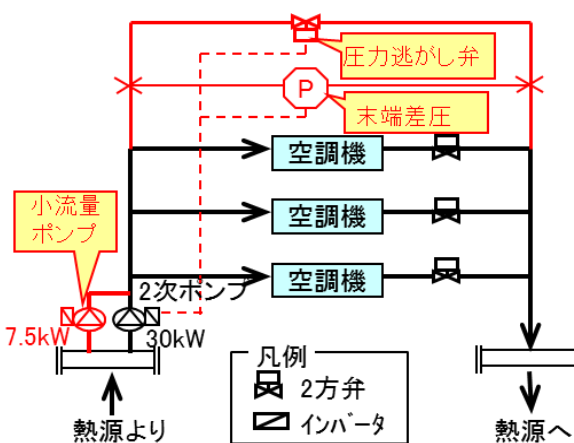 圧力逃がし弁
P
末端差圧
空調機
小流量
ポンプ
空調機
空調機
2次ポンプ
7.5kW
30kW
凡例
2方弁
インバータ
熱源より
熱源へ